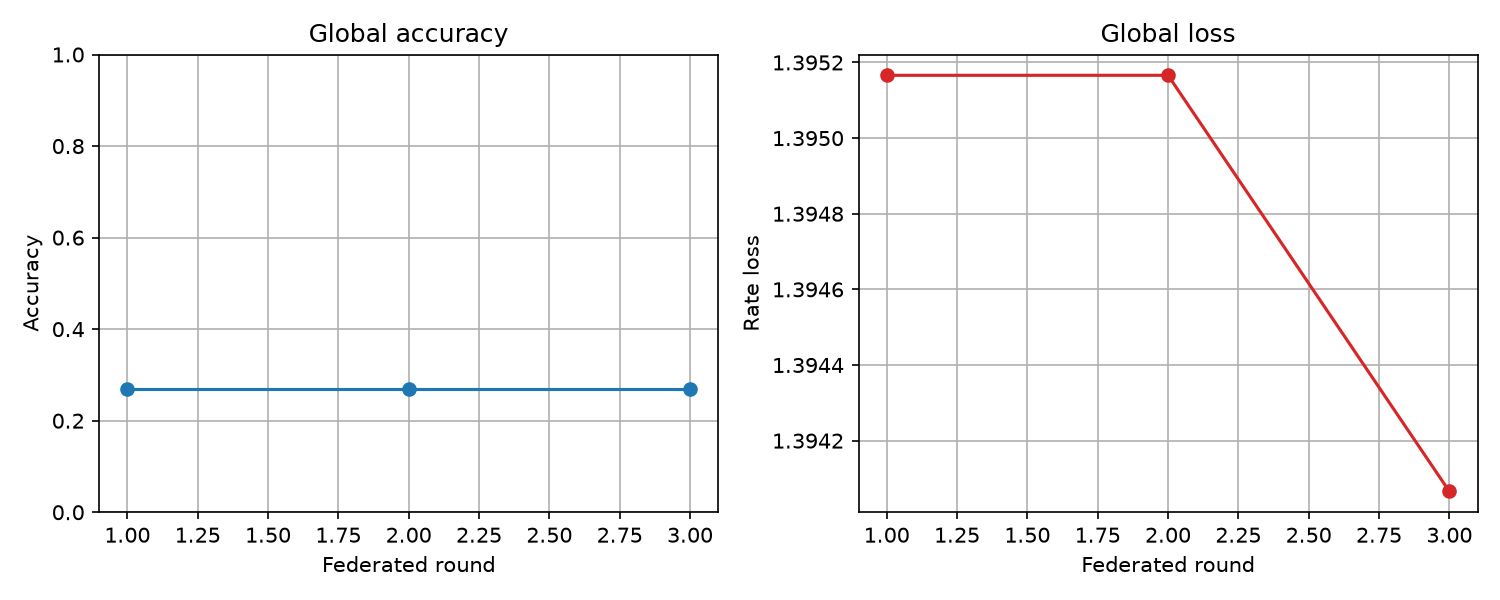 Global accuracy
1.0
0.8
0.6
0.4
0.2
0.0
Accuracy
1.00 1.25 1.50 1.75 2.00 2.25 2.50 2.75 3.00
Federated round
Global loss
1.3952
1.3950
1.3948
1.3946
1.3944
1.3942
Rate loss
1.00 1.25 1.50 1.75 2.00 2.25 2.50 2.75 3.00
Federated round